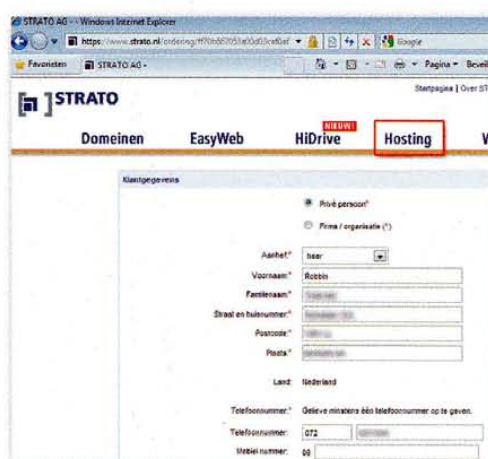 STRATO AG - - Windows Internet Explorer
https://www.strato.nl/ordering/
Google
Favorieten STRATO AG - Pagina Beveil
Startpagina | Over ST
STRATO
NIEUW!
Domeinen EasyWeb HiDrive Hosting
Klantgegevens
Privé persoon*
Firma / organisatie (*)
Aanhef:* heer
Voornaam:* Robbin
Familienaam:*
Straat en huisnummer:*
Postcode:*
Plaats:*
Land: Nederland
Telefoonnummer:* Gelieve minstens één telefoonnummer op te geven.
Telefoonnummer: 072
Mobiel nummer: 06